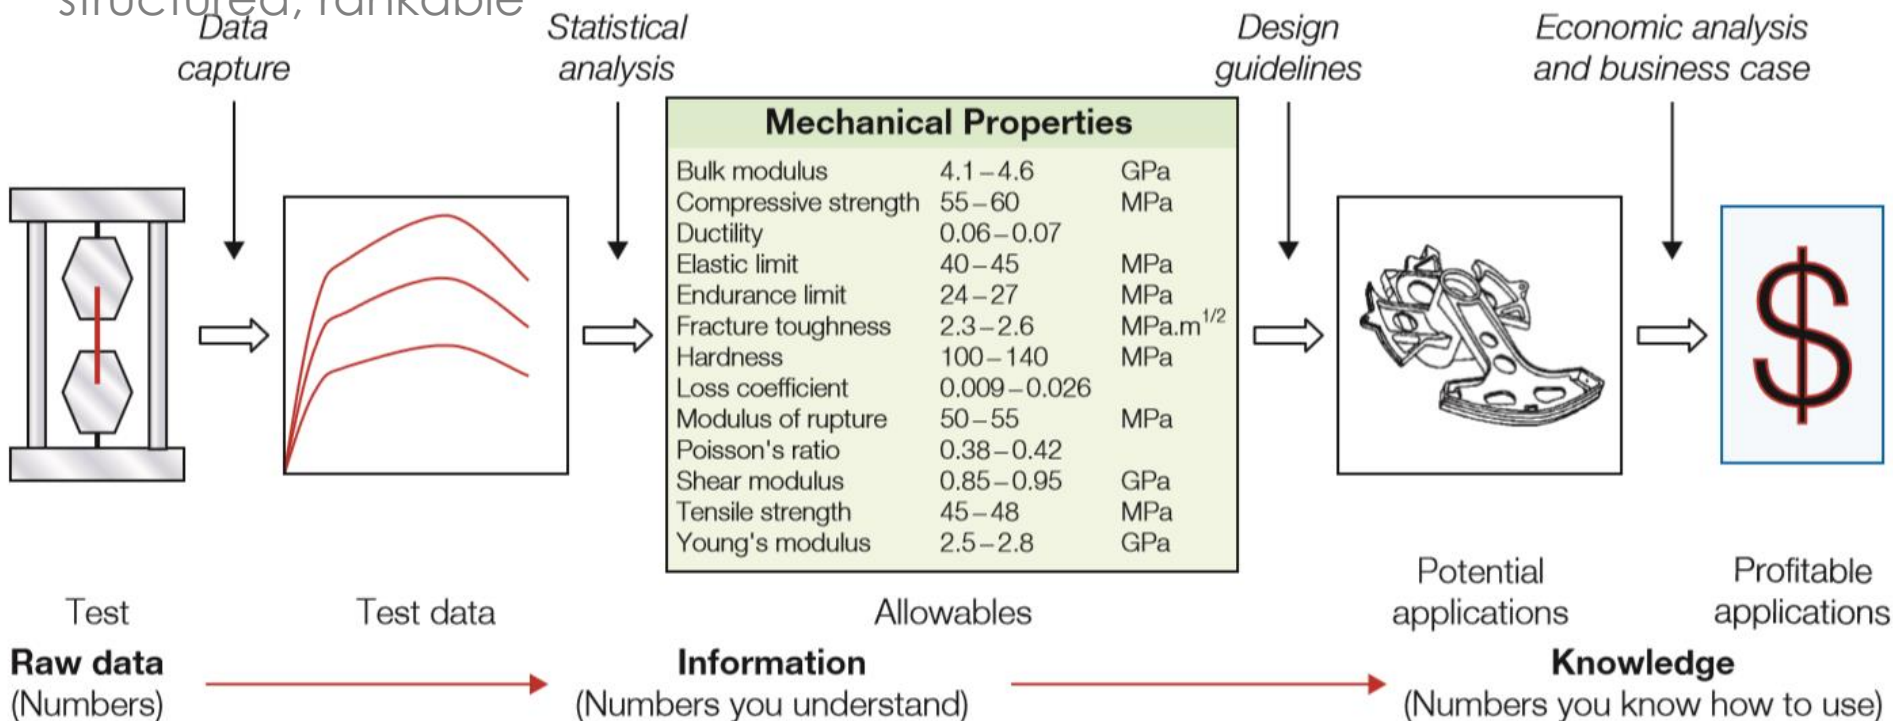 structured, rankable
Data
capture
Statistical
analysis
Design
guidelines
Economic analysis
and business case
Mechanical Properties
Bulk modulus 4.1–4.6 GPa
Compressive strength 55–60 MPa
Ductility 0.06–0.07
Elastic limit 40–45 MPa
Endurance limit 24–27 MPa
Fracture toughness 2.3–2.6 MPa.m^1/2
Hardness 100–140 MPa
Loss coefficient 0.009–0.026
Modulus of rupture 50–55 MPa
Poisson's ratio 0.38–0.42
Shear modulus 0.85–0.95 GPa
Tensile strength 45–48 MPa
Young's modulus 2.5–2.8 GPa
$
Test
Test data
Allowables
Potential
applications
Profitable
applications
Raw data
(Numbers)
Information
(Numbers you understand)
Knowledge
(Numbers you know how to use)